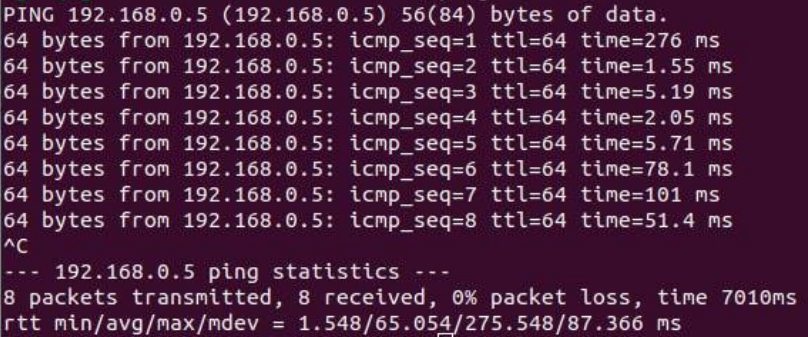 PING 192.168.0.5 (192.168.0.5) 56(84) bytes of data.
64 bytes from 192.168.0.5: icmp_seq=1 ttl=64 time=276 ms
64 bytes from 192.168.0.5: icmp_seq=2 ttl=64 time=1.55 ms
64 bytes from 192.168.0.5: icmp_seq=3 ttl=64 time=5.19 ms
64 bytes from 192.168.0.5: icmp_seq=4 ttl=64 time=2.05 ms
64 bytes from 192.168.0.5: icmp_seq=5 ttl=64 time=5.71 ms
64 bytes from 192.168.0.5: icmp_seq=6 ttl=64 time=78.1 ms
64 bytes from 192.168.0.5: icmp_seq=7 ttl=64 time=101 ms
64 bytes from 192.168.0.5: icmp_seq=8 ttl=64 time=51.4 ms
^C
--- 192.168.0.5 ping statistics ---
8 packets transmitted, 8 received, 0% packet loss, time 7010ms
rtt min/avg/max/mdev = 1.548/65.054/275.548/87.366 ms